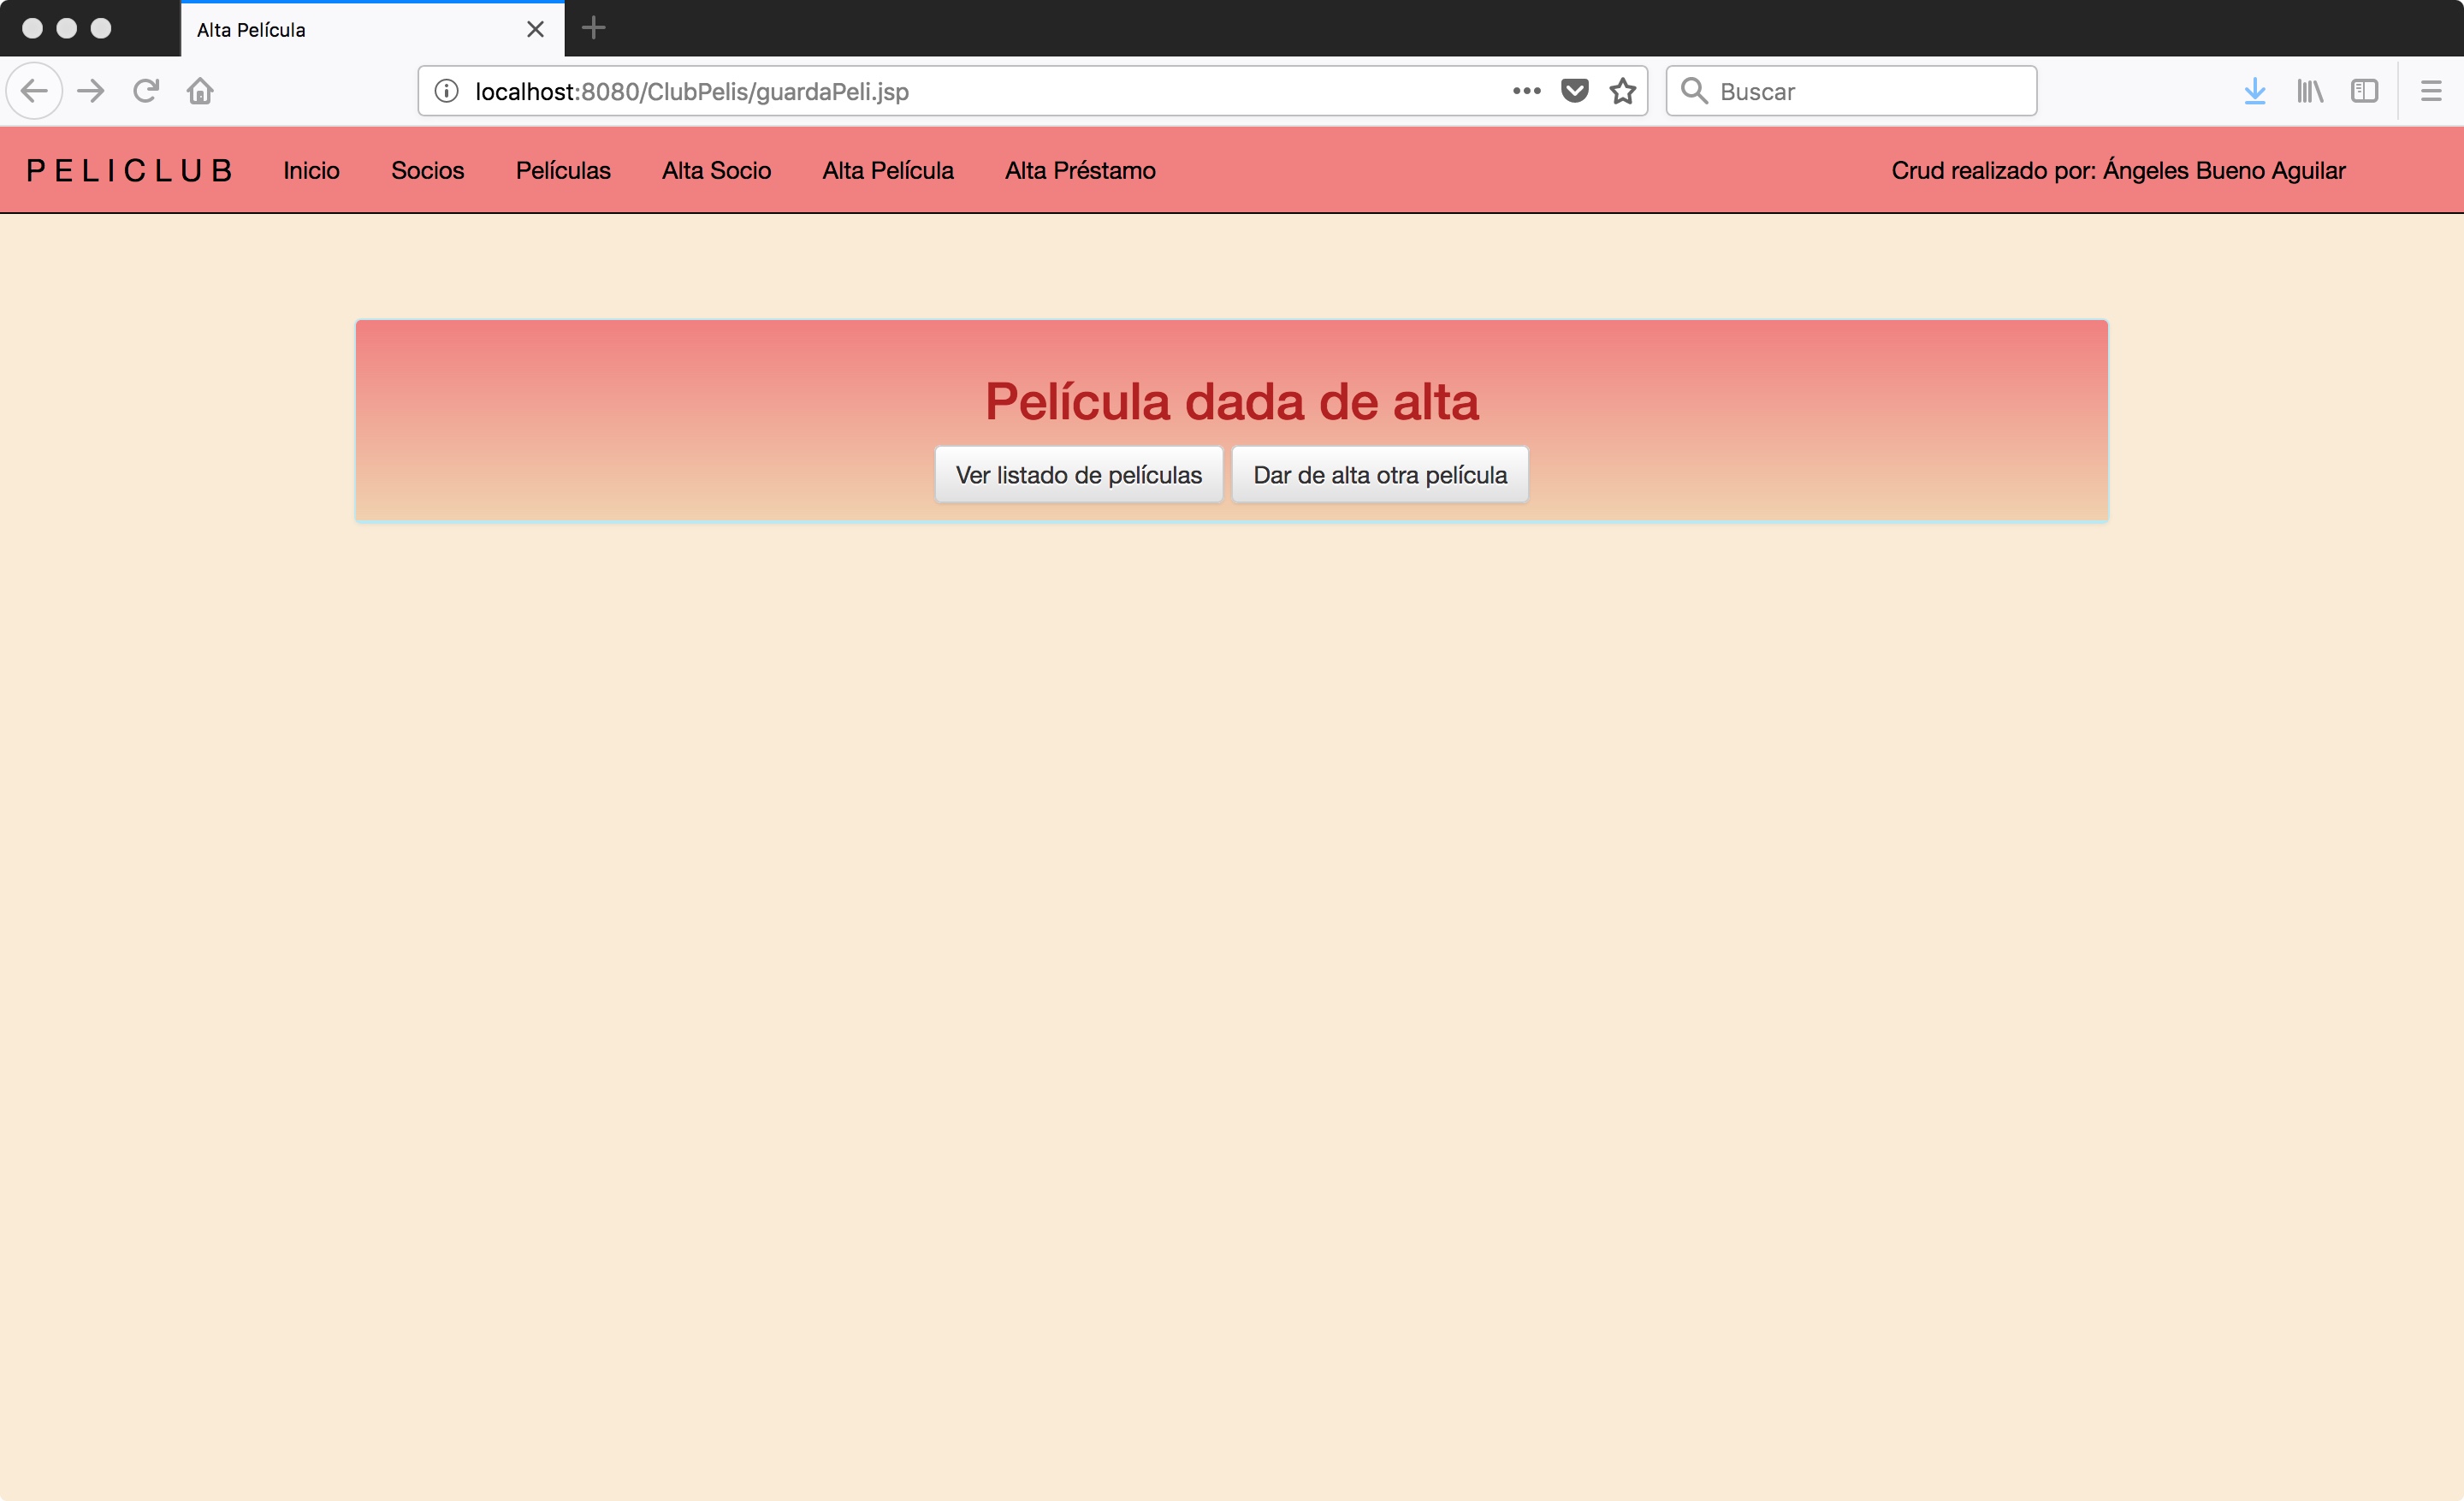 Alta Película
localhost:8080/ClubPelis/guardaPeli.jsp
Buscar
PELICLUB Inicio Socios Películas Alta Socio Alta Película Alta Préstamo Crud realizado por: Ángeles Bueno Aguilar
Película dada de alta
Ver listado de películas Dar de alta otra película